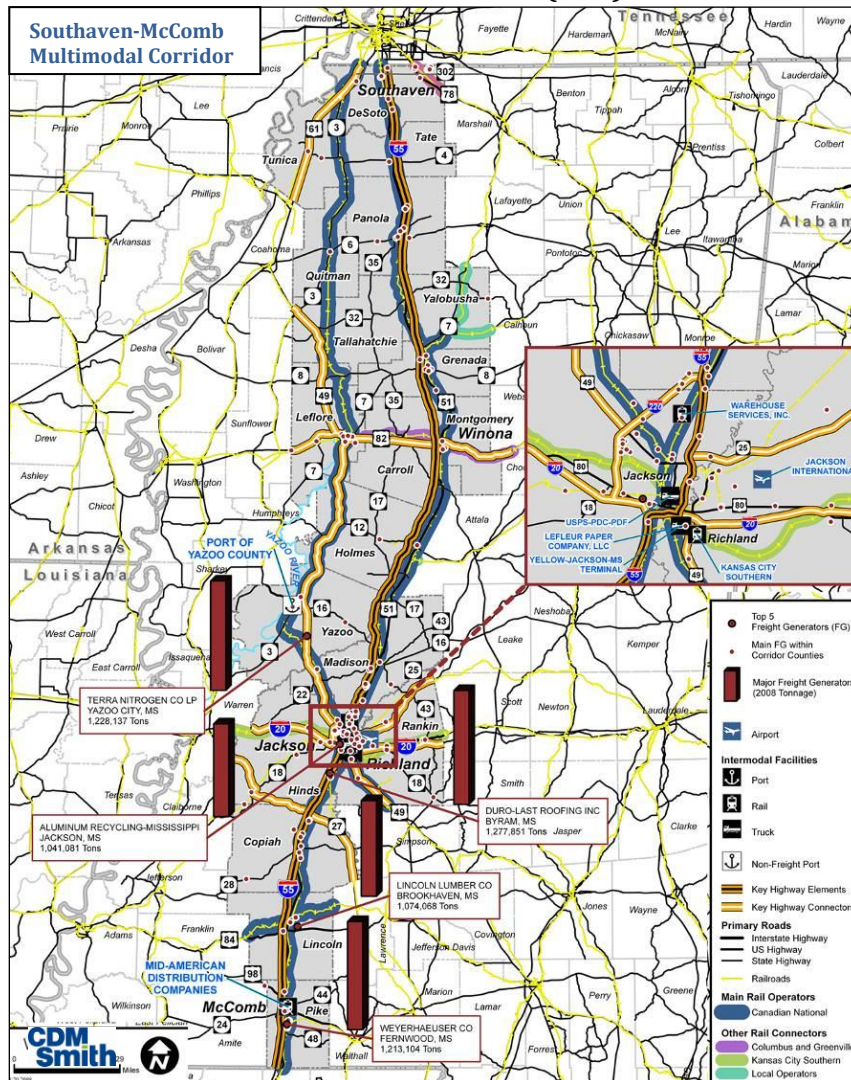 Southaven-McComb
Multimodal Corridor
Tennessee
Crittenden
Fayette
Hardeman
McNairy
Hardin
Wayne
Lauderdale
Lee
Prairie
Monroe
302
78
Southaven
DeSoto
Benton
Tippah
Alcorn
Tishomingo
Marshall
Prentiss
Colbert
61
3
Tate
55
4
Tunica
Phillips
Lafayette
Union
Franklin
Lee
Panola
Alabam
Arkansas
Coahoma
6
35
Pontotoc
Itawamba
Marion
Quitman
32
3
Yalobusha
Lamar
32
7
Calhoun
Chickasaw
Monroe
Tallahatchie
Desha
Bolivar
Grenada
8
49
7
35
51
8
Webs
Leflore
Montgomery
Sunflower
Winona
Drew
82
Carroll
Choc
Ashley
Washington
7
Chicot
17
Humphreys
Attala
12
Arkansas
Louisiana
PORT OF
YAZOO COUNTY
YAZOO RIVER
Holmes
Sharkey
16
51
17
43
16
Neshoba
West Carroll
Yazoo
Leake
Kemper
East Carroll
Issaquena
3
Madison
25
Warren
22
Scott
Newton
Lauderdale
43
Rankin
20
Jackson
20
Richland
Tensas
18
18
Smith
Claiborne
Hinds
49
Clarke
27
Simpson
Jasper
Copiah
Jefferson
28
55
Jones
Wayne
Franklin
Adams
84
Lincoln
Lawrence
Covington
Jefferson Davis
98
Wilkinson
McComb
44
Pike
Marion
Lamar
Perry
Greene
24
Amite
48
Walthall
Forres
MID-AMERICAN
DISTRIBUTION
COMPANIES
TERRA NITROGEN CO LP
YAZOO CITY, MS
1,228,137 Tons
ALUMINUM RECYCLING-MISSISSIPPI
JACKSON, MS
1,041,081 Tons
DURO-LAST ROOFING INC
BYRAM, MS
1,277,851 Tons
LINCOLN LUMBER CO
BROOKHAVEN, MS
1,074,068 Tons
WEYERHAEUSER CO
FERNWOOD, MS
1,213,104 Tons
55
49
220
WAREHOUSE
SERVICES, INC.
25
20
80
Jackson
JACKSON
INTERNATIONA
18
80
USPS-PDC-PDF
20
LEFLEUR PAPER
COMPANY, LLC
Richland
YELLOW-JACKSON-MS
TERMINAL
KANSAS CITY
SOUTHERN
55
49
Top 5
Freight Generators (FG)
Main FG within
Corridor Counties
Major Freight Generators
(2008 Tonnage)
Airport
Intermodal Facilities
Port
Rail
Truck
Non-Freight Port
Key Highway Elements
Key Highway Connectors
Primary Roads
Interstate Highway
US Highway
State Highway
Railroads
Main Rail Operators
Canadian National
Other Rail Connectors
Columbus and Greenville
Kansas City Southern
Local Operators
CDM
Smith
N
29
Miles